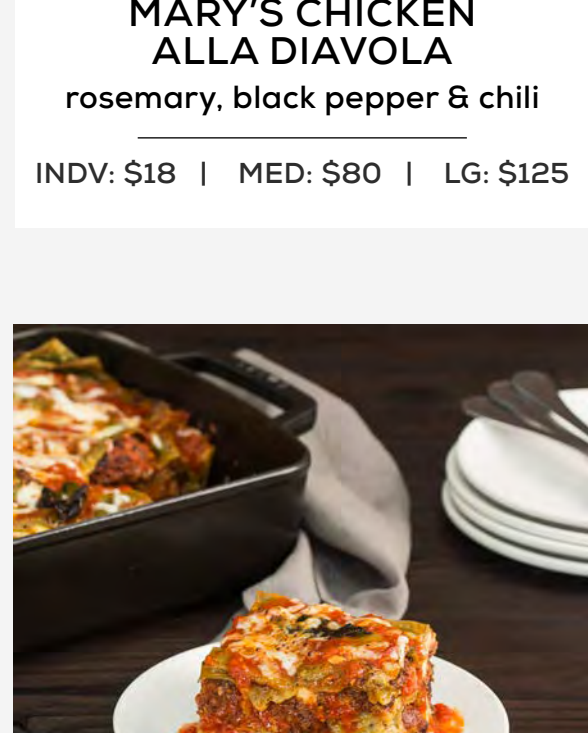 MARY'S CHICKEN
ALLA DIAVOLA
rosemary, black pepper & chili
INDV: $18 | MED: $80 | LG: $125